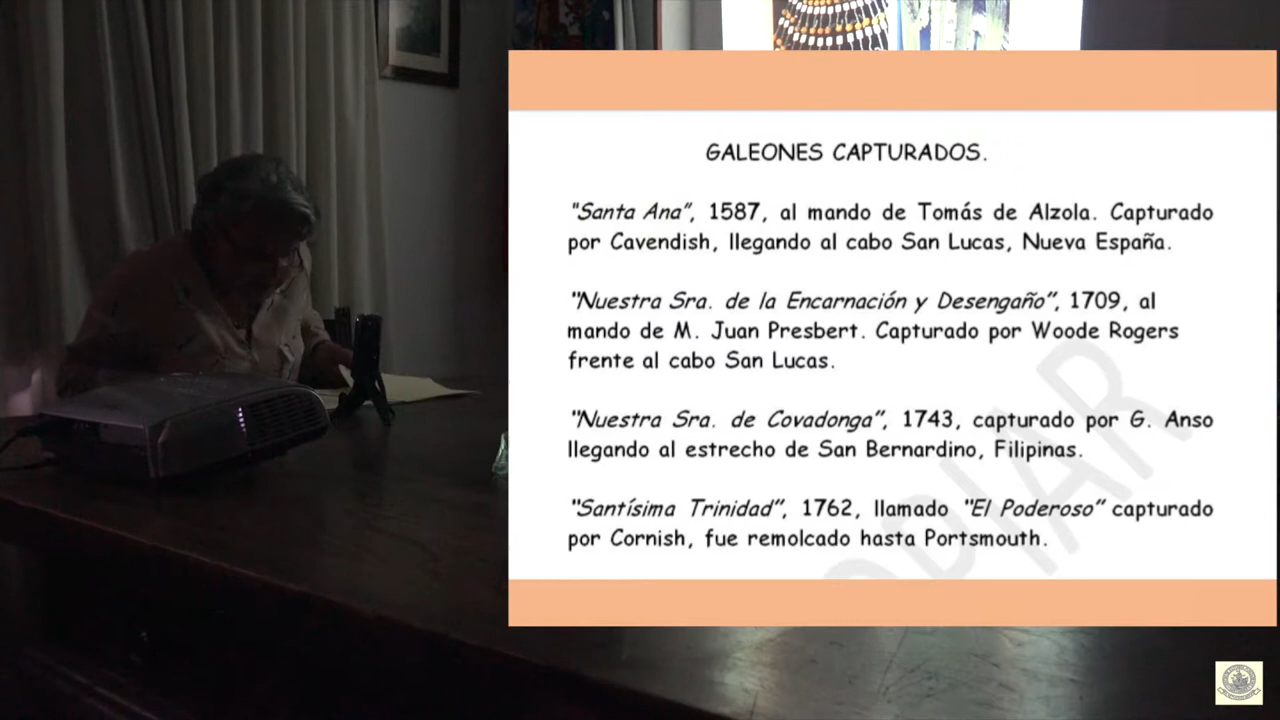 GALEONES CAPTURADOS.
"Santa Ana", 1587, al mando de Tomás de Alzola. Capturado
por Cavendish, llegando al cabo San Lucas, Nueva España.
"Nuestra Sra. de la Encarnación y Desengaño", 1709, al
mando de M. Juan Presbert. Capturado por Woode Rogers
frente al cabo San Lucas.
"Nuestra Sra. de Covadonga", 1743, capturado por G. Anso
llegando al estrecho de San Bernardino, Filipinas.
"Santísima Trinidad", 1762, llamado "El Poderoso" capturado
por Cornish, fue remolcado hasta Portsmouth.